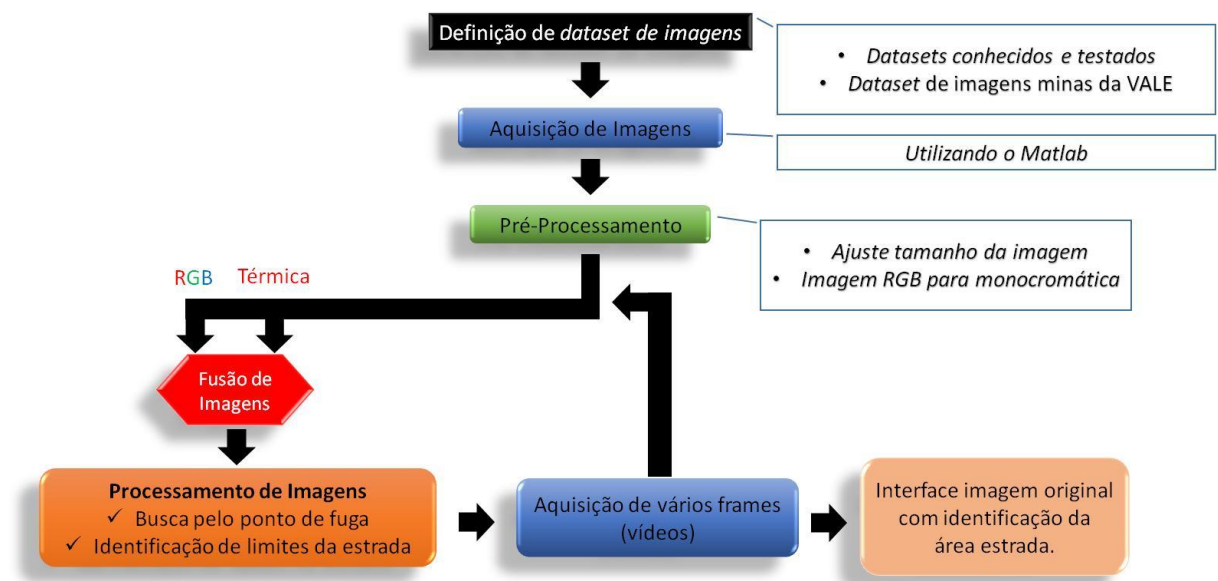 Definição de dataset de imagens
• Datasets conhecidos e testados
• Dataset de imagens minas da VALE
Aquisição de Imagens
Utilizando o Matlab
Pré-Processamento
• Ajuste tamanho da imagem
• Imagem RGB para monocromática
RGB
Térmica
Fusão de
Imagens
Processamento de Imagens
✓ Busca pelo ponto de fuga
✓ Identificação de limites da estrada
Aquisição de vários frames
(vídeos)
Interface imagem original
com identificação da
área estrada.